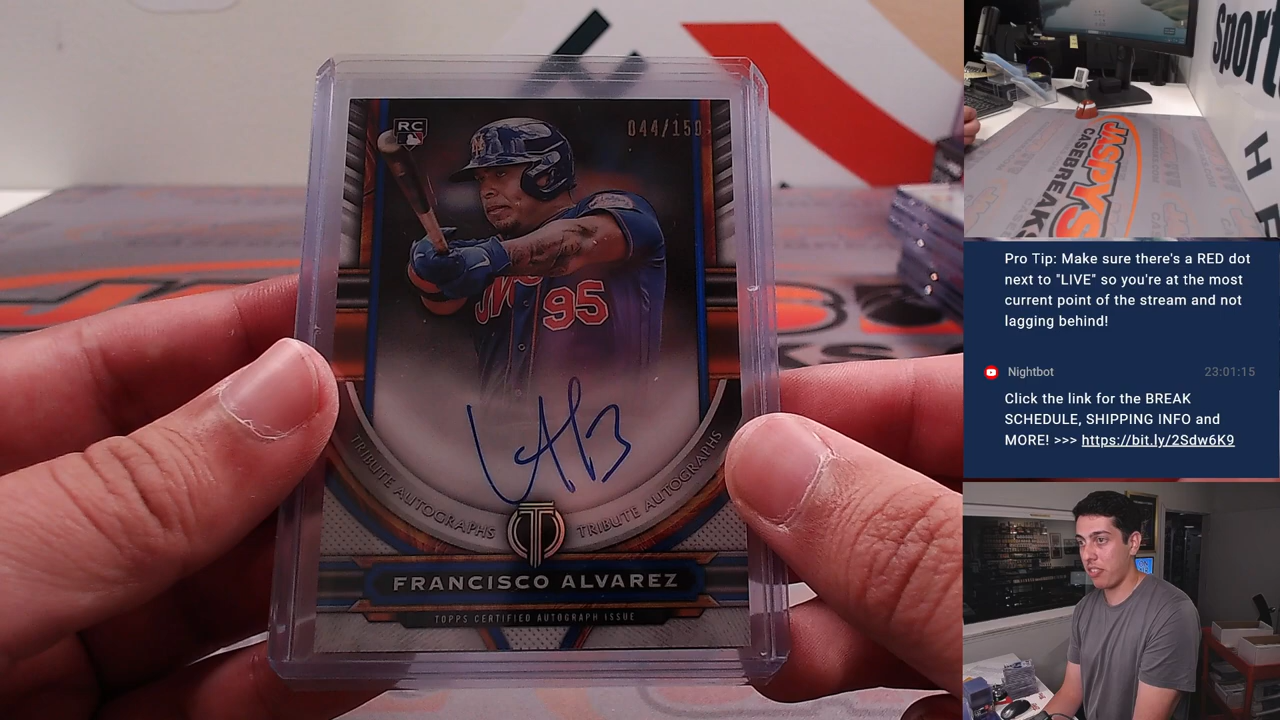 RC
044/150
95
TRIBUTE AUTOGRAPHS
TRIBUTE AUTOGRAPHS
FRANCISCO ALVAREZ
TOPPS CERTIFIED AUTOGRAPH ISSUE
JASPYS
CASEBREAKS
Pro Tip: Make sure there's a RED dot
next to "LIVE" so you're at the most
current point of the stream and not
lagging behind!
Nightbot 23:01:15
Click the link for the BREAK
SCHEDULE, SHIPPING INFO and
MORE! >>> https://bit.ly/2Sdw6K9